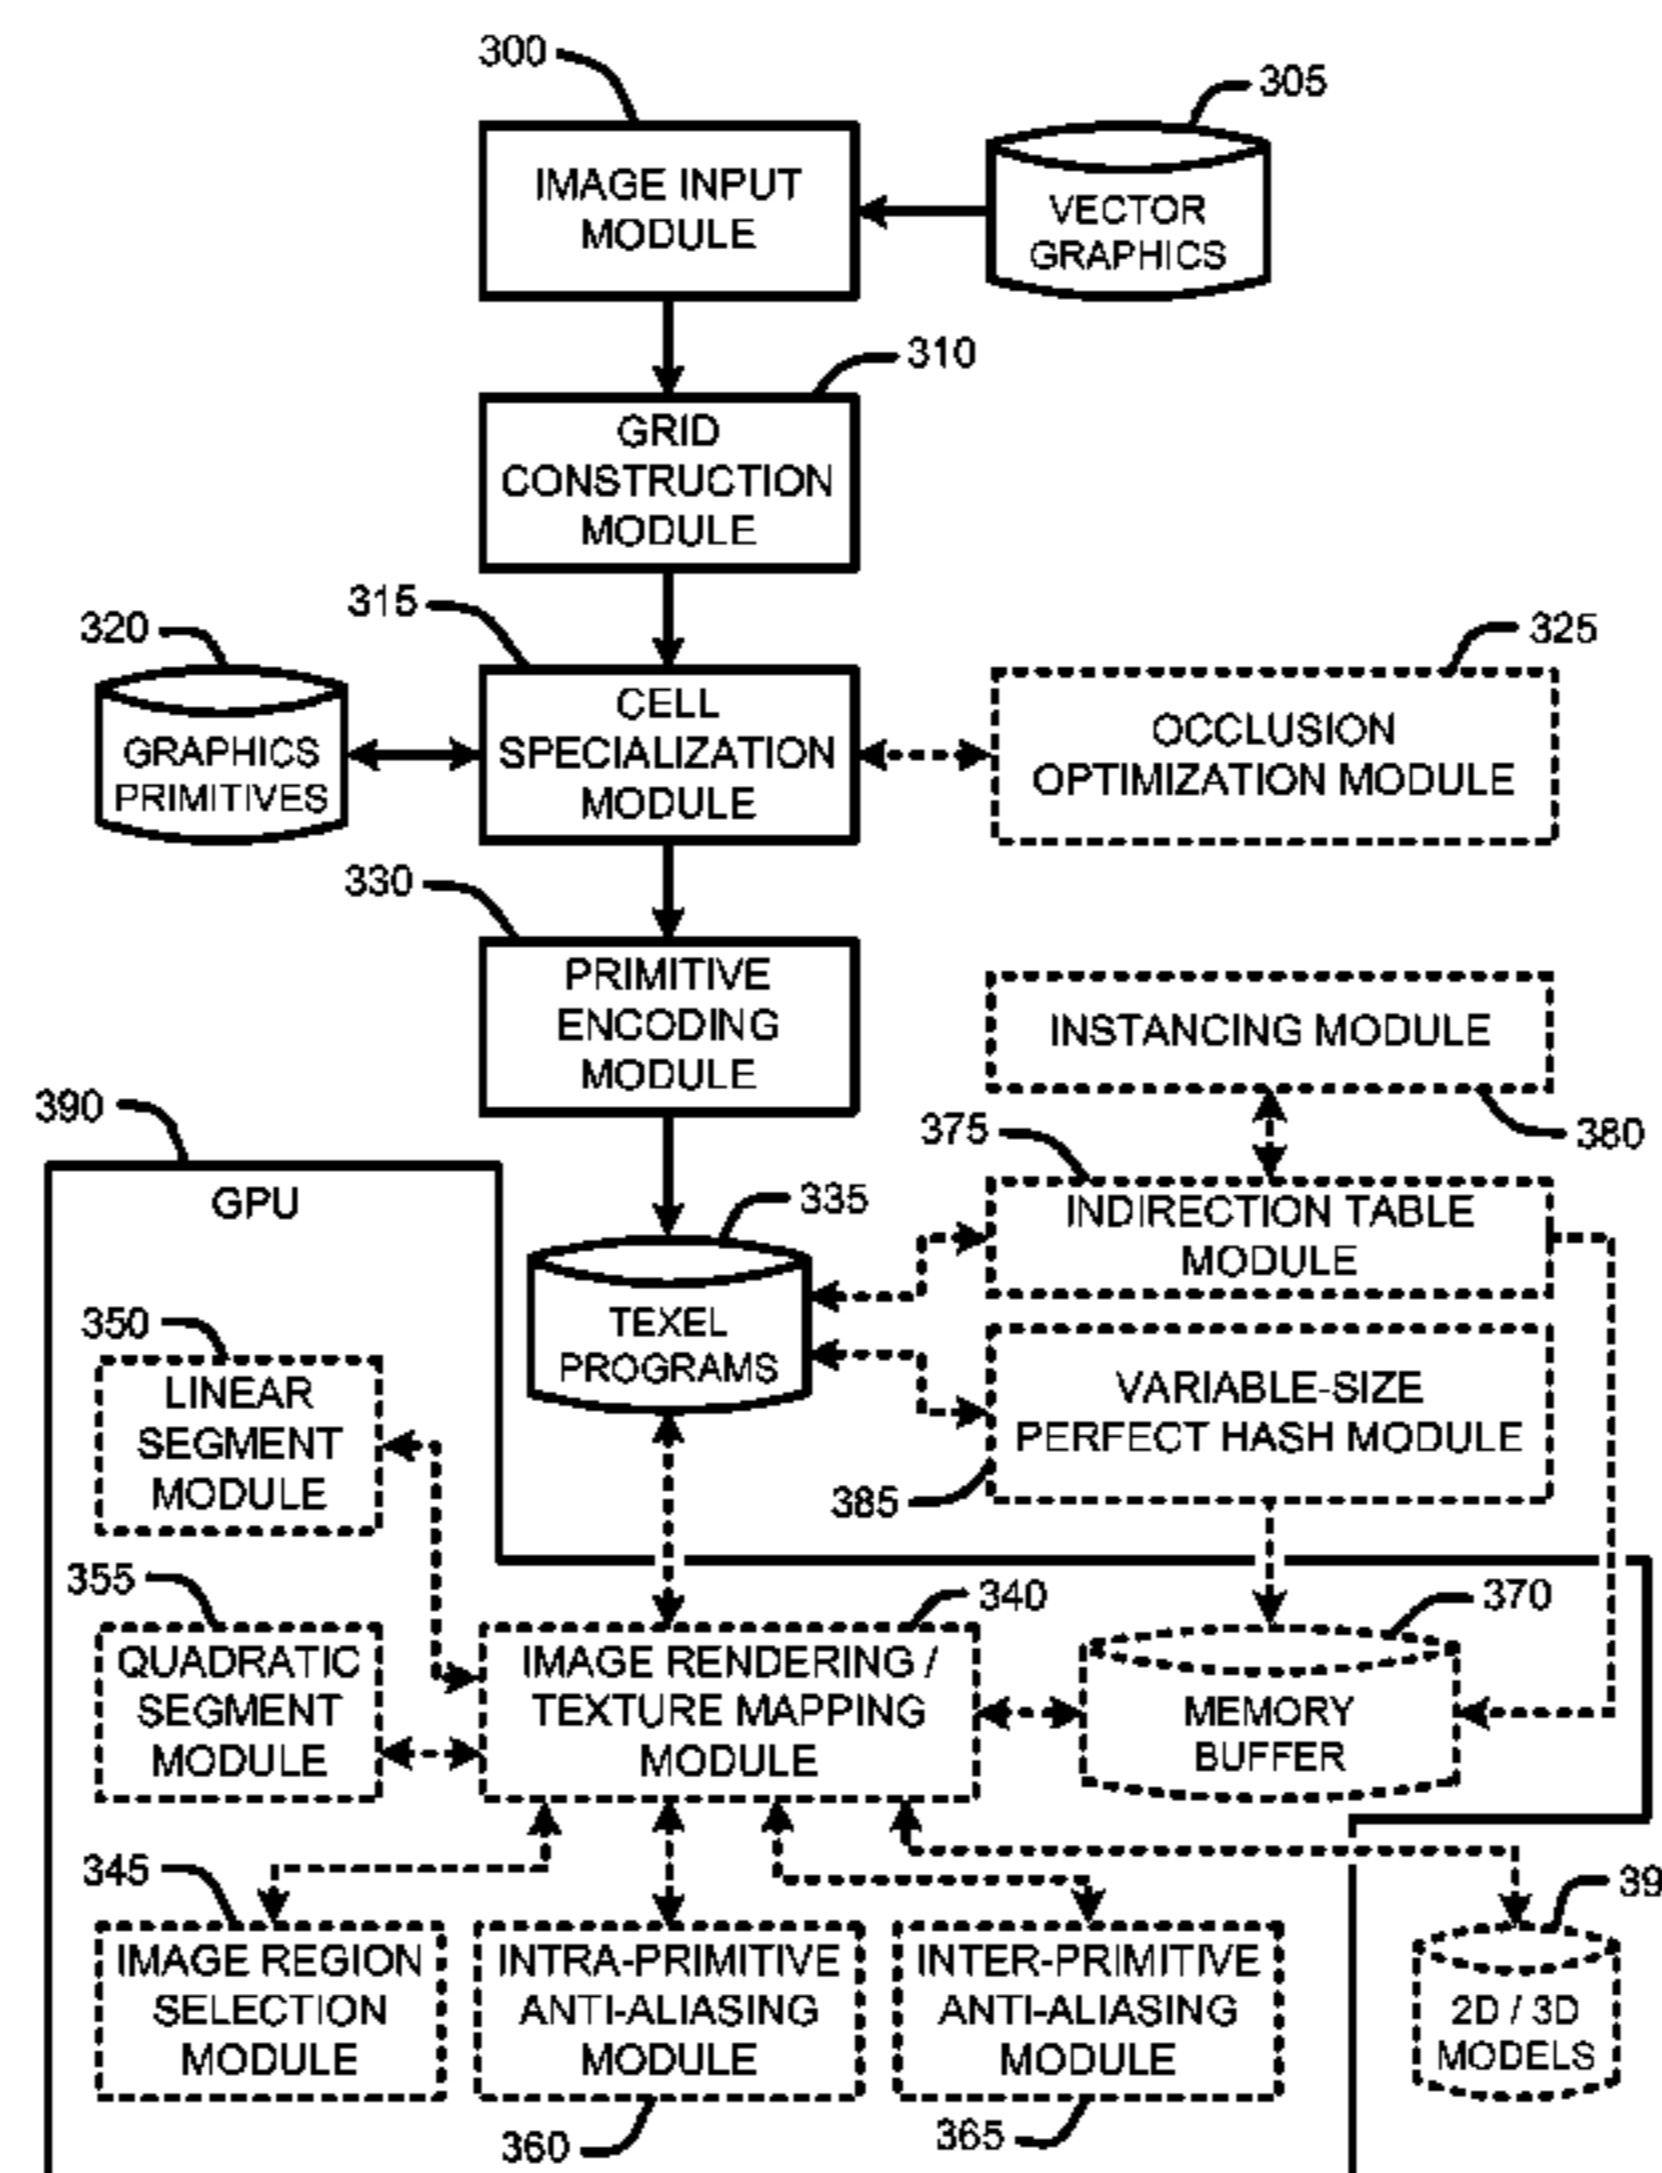 300
305
IMAGE INPUT
MODULE
VECTOR
GRAPHICS
310
GRID
CONSTRUCTION
MODULE
315
320
325
CELL
SPECIALIZATION
MODULE
GRAPHICS
PRIMITIVES
OCCLUSION
OPTIMIZATION MODULE
330
PRIMITIVE
ENCODING
MODULE
INSTANCING MODULE
390
375
380
GPU
335
INDIRECTION TABLE
MODULE
TEXEL
PROGRAMS
350
LINEAR
SEGMENT
MODULE
VARIABLE-SIZE
PERFECT HASH MODULE
385
355
340
370
QUADRATIC
SEGMENT
MODULE
IMAGE RENDERING /
TEXTURE MAPPING
MODULE
MEMORY
BUFFER
345
39
IMAGE REGION
SELECTION
MODULE
INTRA-PRIMITIVE
ANTI-ALIASING
MODULE
INTER-PRIMITIVE
ANTI-ALIASING
MODULE
2D / 3D
MODELS
360
365